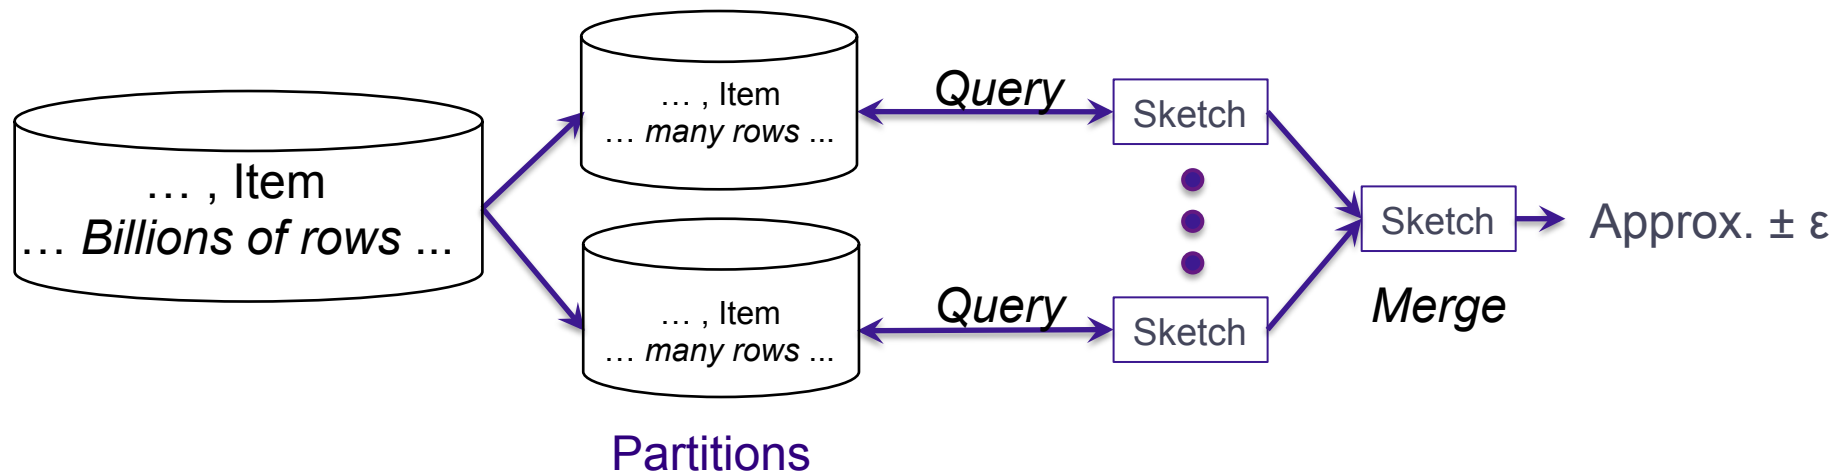 … , Item
… Billions of rows ...
… , Item
… many rows ...
Query
Sketch
… , Item
… many rows ...
Query
Sketch
Sketch
Merge
Approx. ± ε
Partitions